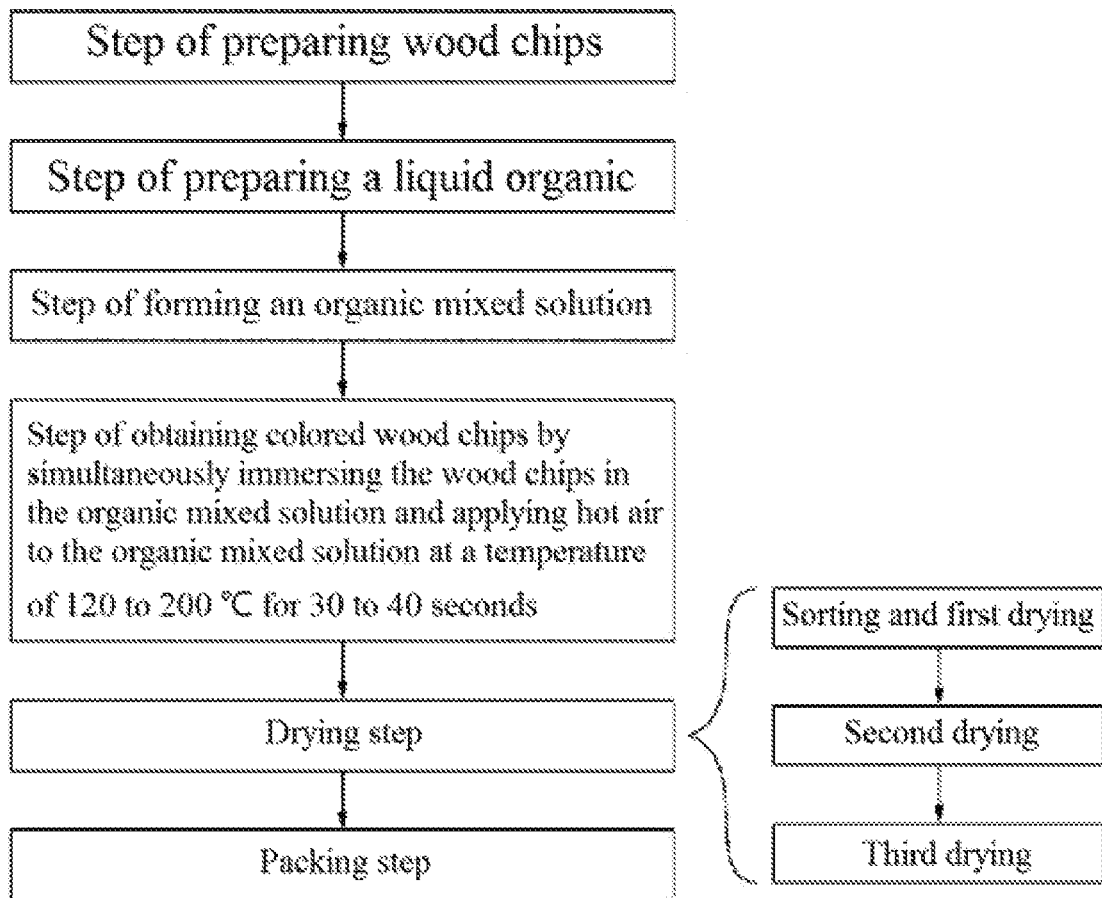 Step of preparing wood chips
Step of preparing a liquid organic
Step of forming an organic mixed solution
Step of obtaining colored wood chips by
simultaneously immersing the wood chips in
the organic mixed solution and applying hot air
to the organic mixed solution at a temperature
of 120 to 200 ℃ for 30 to 40 seconds
Drying step
Packing step
Sorting and first drying
Second drying
Third drying